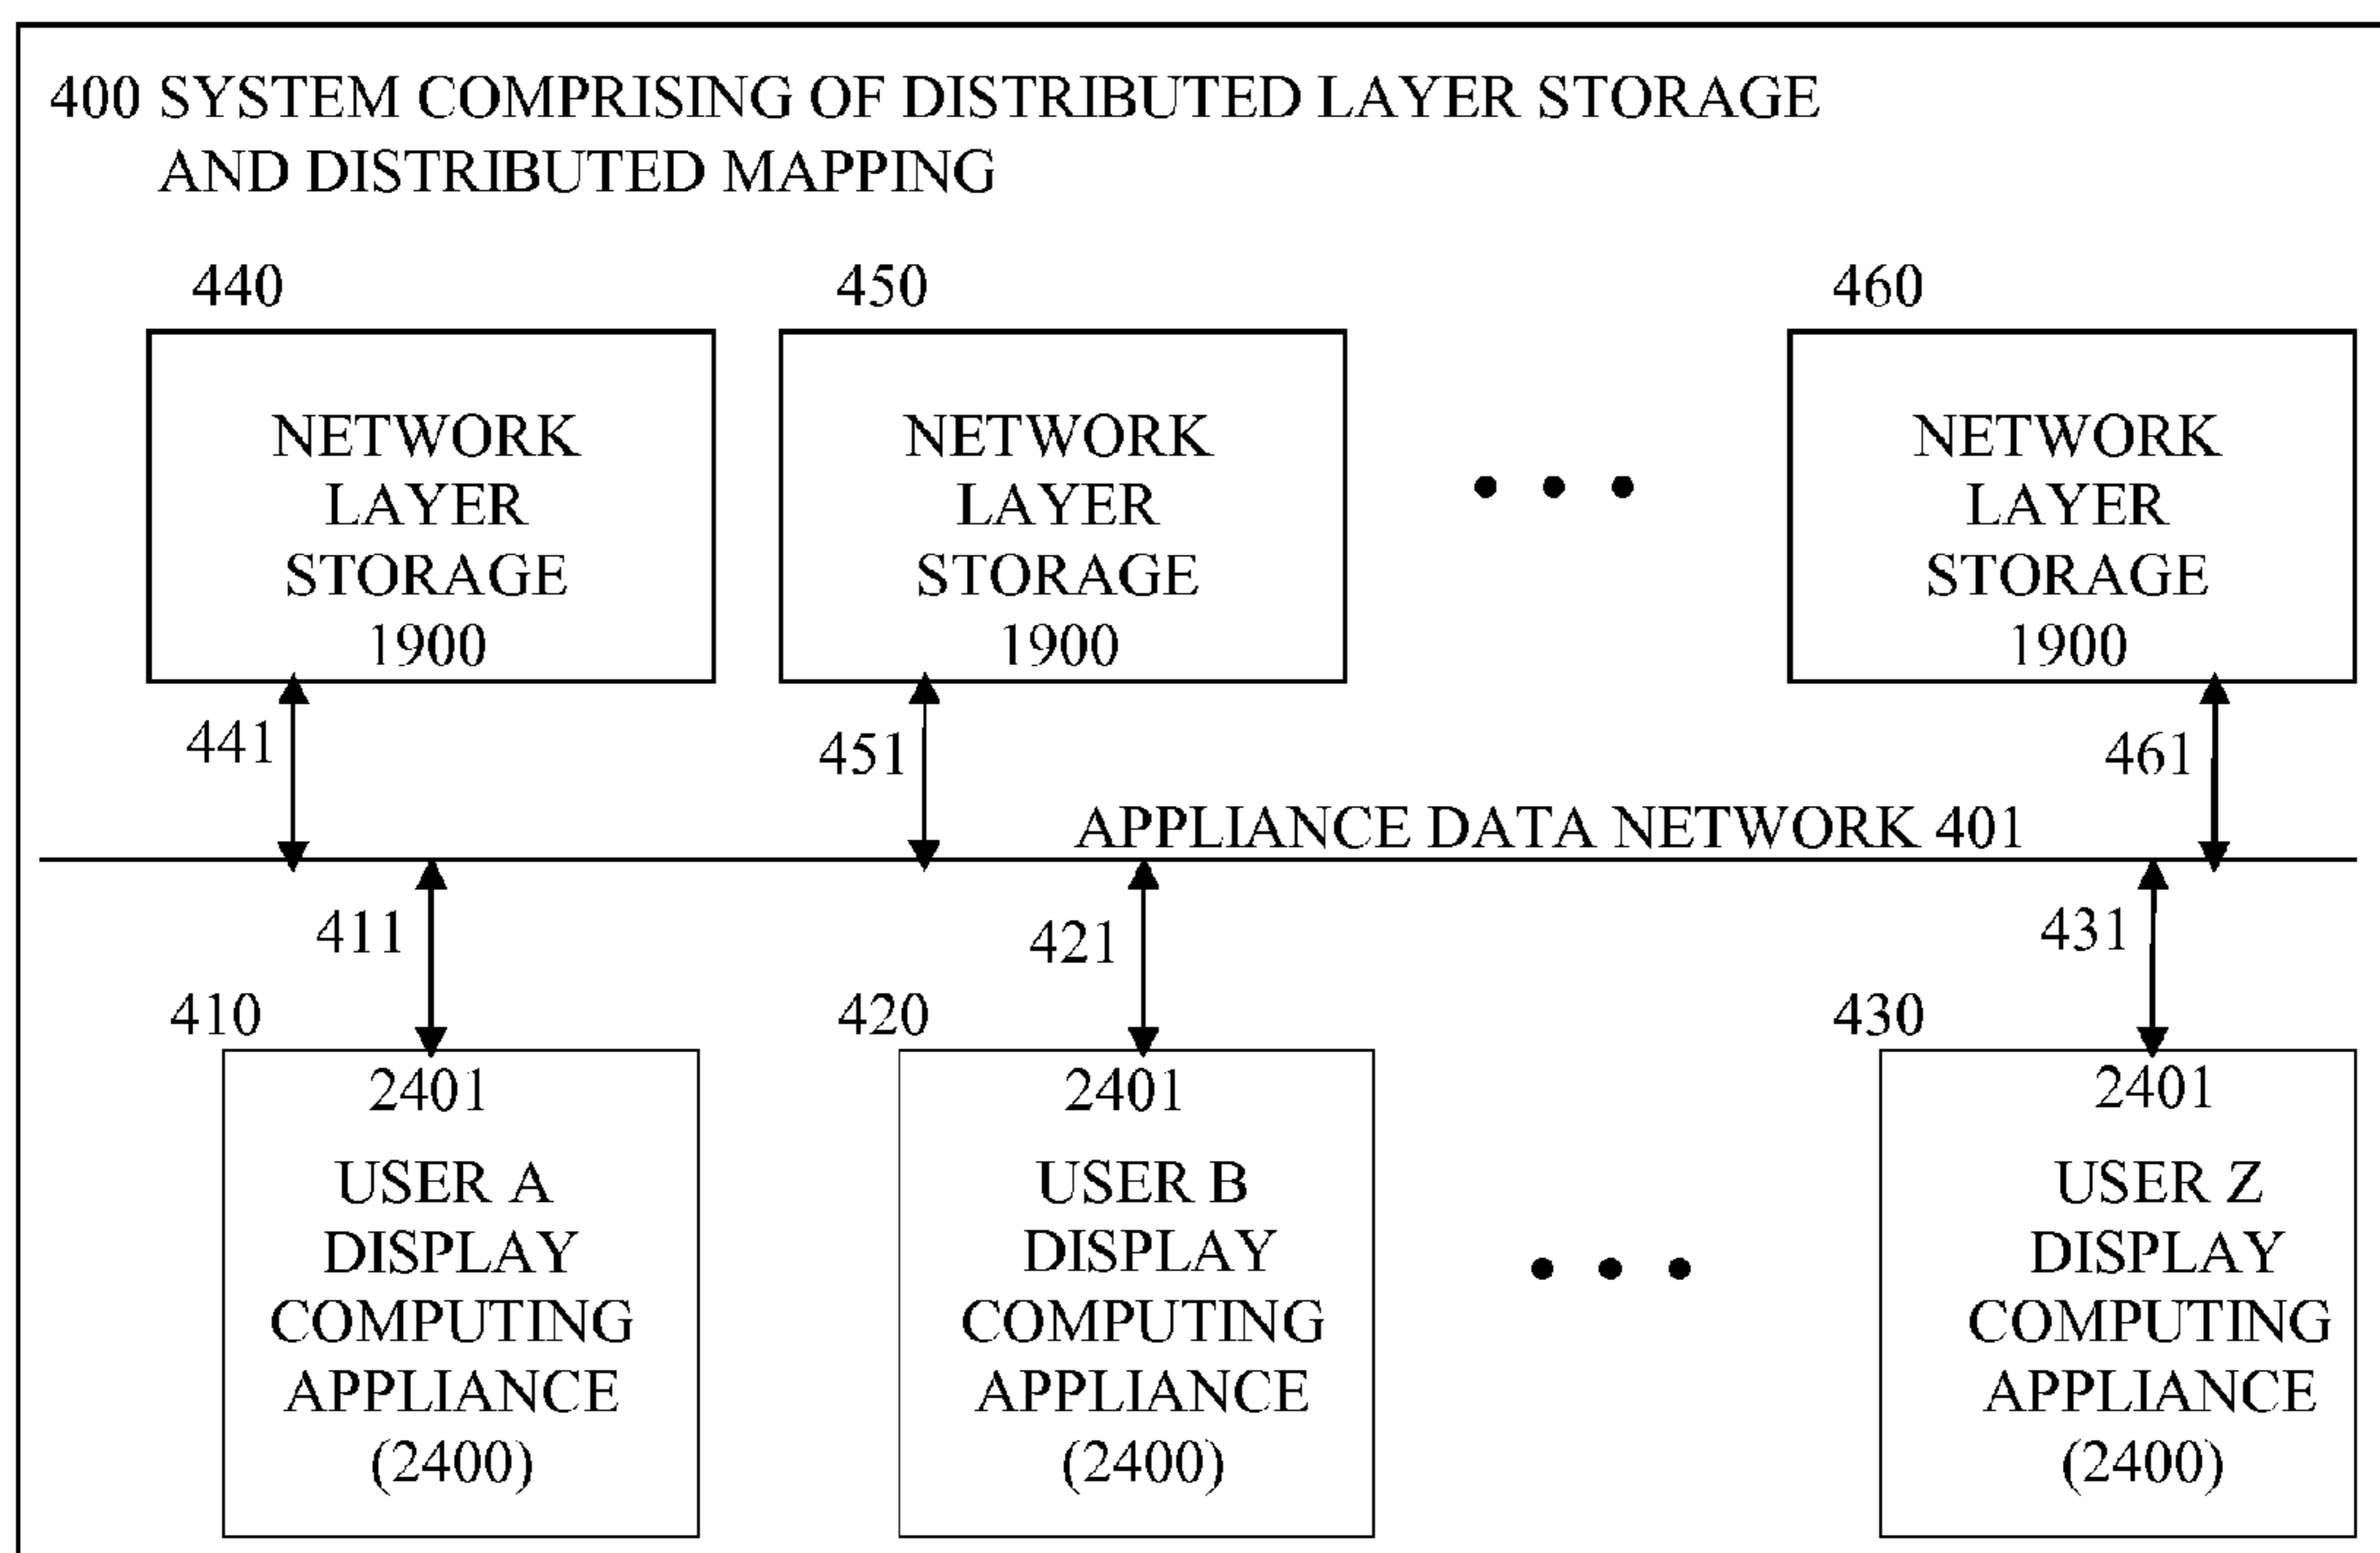 400 SYSTEM COMPRISING OF DISTRIBUTED LAYER STORAGE
AND DISTRIBUTED MAPPING
440
450
460
NETWORK
LAYER
STORAGE
1900
NETWORK
LAYER
STORAGE
1900
• • •
NETWORK
LAYER
STORAGE
1900
441
451
461
APPLIANCE DATA NETWORK 401
411
421
431
410
420
430
2401
USER A
DISPLAY
COMPUTING
APPLIANCE
(2400)
2401
USER B
DISPLAY
COMPUTING
APPLIANCE
(2400)
• • •
2401
USER Z
DISPLAY
COMPUTING
APPLIANCE
(2400)